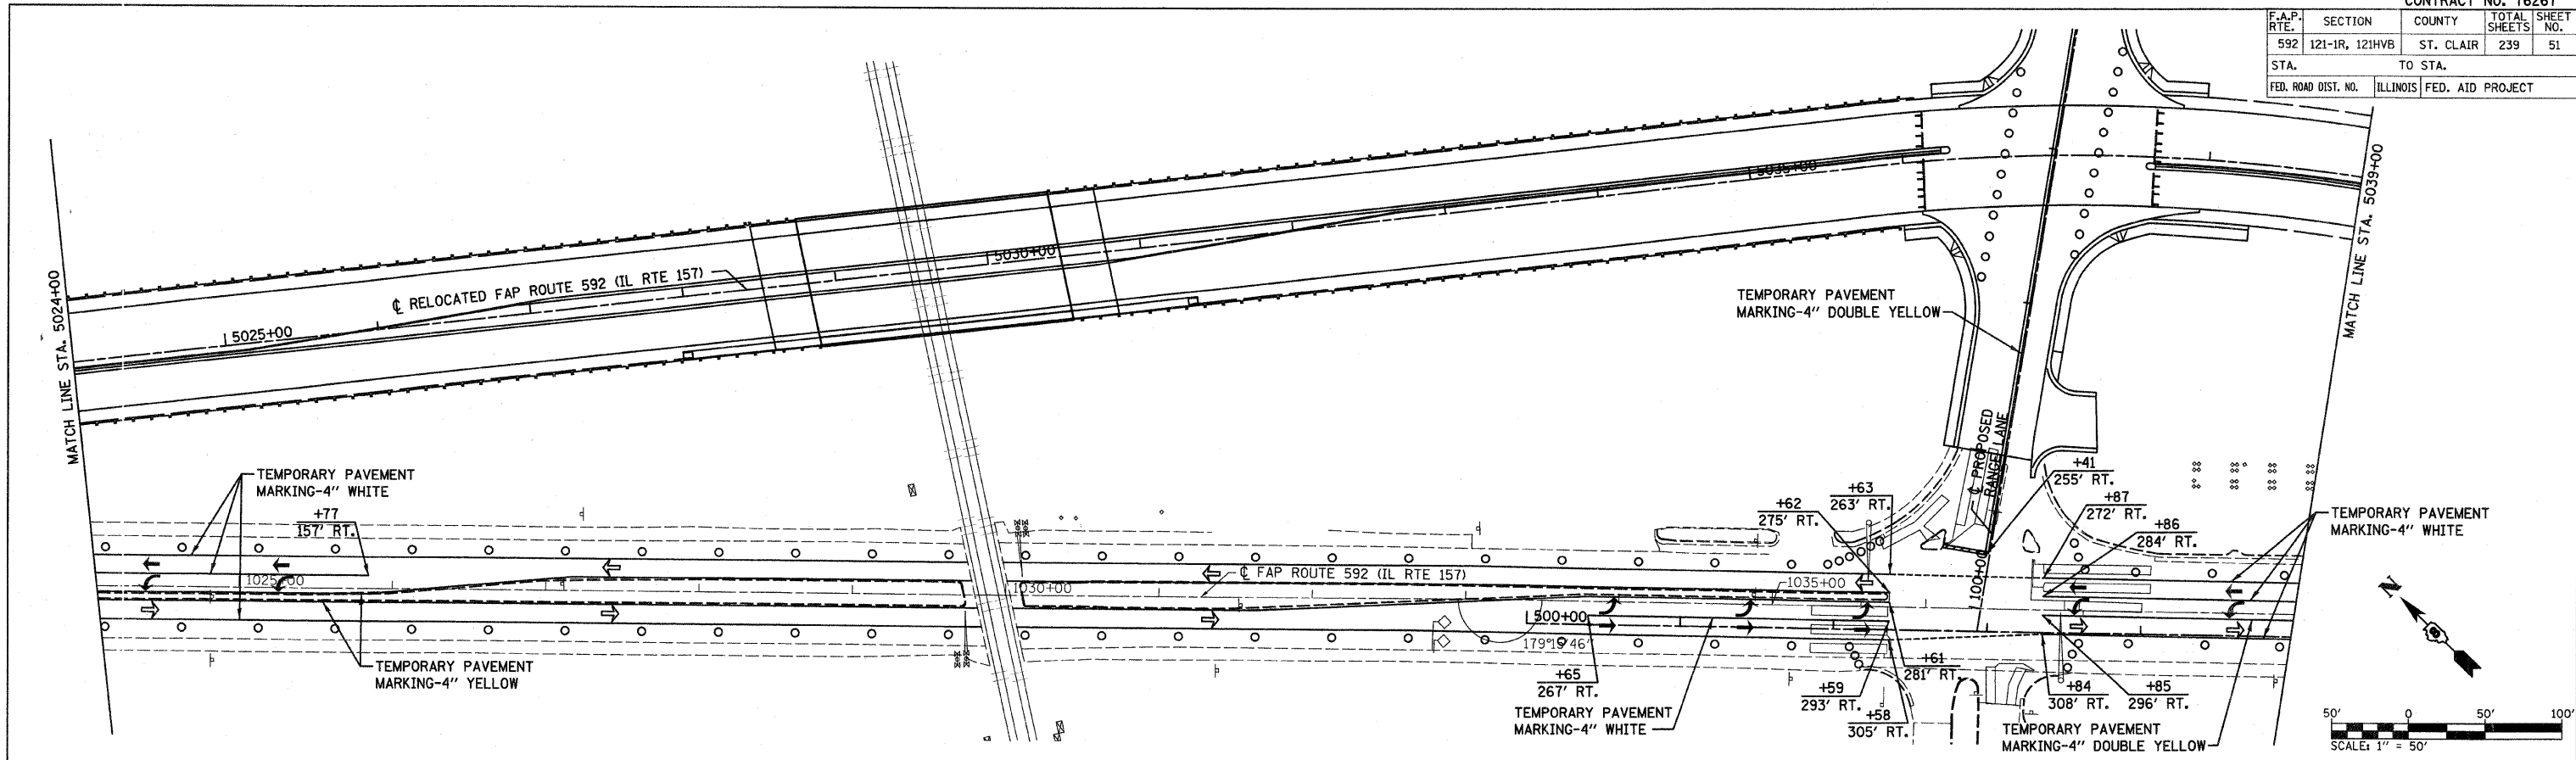 CONTRACT NO. 76267
F.A.P. RTE. SECTION COUNTY TOTAL SHEETS SHEET NO.
592 121-1R, 121HVB ST. CLAIR 239 51
STA. TO STA.
FED. ROAD DIST. NO. ILLINOIS FED. AID PROJECT
MATCH LINE STA. 5024+00
MATCH LINE STA. 5039+00
5025+00
℄ RELOCATED FAP ROUTE 592 (IL RTE 157)
5030+00
5035+00
TEMPORARY PAVEMENT
MARKING-4" DOUBLE YELLOW
℄ PROPOSED
RANGE LANE
TEMPORARY PAVEMENT
MARKING-4" WHITE
+77
157' RT.
+62
275' RT.
+63
263' RT.
+41
255' RT.
+87
272' RT.
+86
284' RT.
TEMPORARY PAVEMENT
MARKING-4" WHITE
1025+00
1030+00
℄ FAP ROUTE 592 (IL RTE 157)
1035+00
1100+00
500+00
179°19'46"
TEMPORARY PAVEMENT
MARKING-4" YELLOW
+65
267' RT.
+59
293' RT.
+61
281' RT.
+58
305' RT.
+84
308' RT.
+85
296' RT.
TEMPORARY PAVEMENT
MARKING-4" WHITE
TEMPORARY PAVEMENT
MARKING-4" DOUBLE YELLOW
N
50' 0 50' 100'
SCALE: 1" = 50'